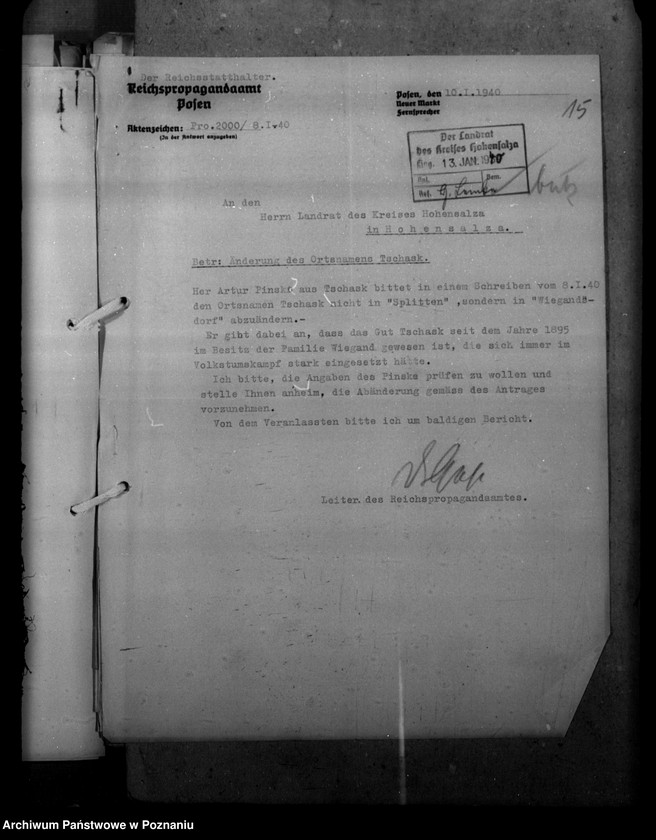 Der Reichsstatthalter.
Reichspropagandaamt
Posen
Aktenzeichen: Pro.2000/ 8.I.40
(In der Antwort anzugeben)
Posen, den 10.I.1940
Neuer Markt
Fernsprecher
15
Der Landrat
des Kreises Hohensalza
Eing. 13. JAN. 1940
Anl. Bem.
Ref.
An den
Herrn Landrat des Kreises Hohensalza
in Hohensalza.
Betr: Änderung des Ortsnamens Tschask.
Her Artur Pinske aus Tschask bittet in einem Schreiben vom 8.I.40
den Ortsnamen Tschask nicht in "Splitten" ,sondern in "Wiegandß-
dorf" abzuändern.-
Er gibt dabei an, dass das Gut Tschask seit dem Jahre 1895
im Besitz der Familie Wiegand gewesen ist, die sich immer im
Volkstumskampf stark eingesetzt hätte.
Ich bitte, die Angaben des Pinske prüfen zu wollen und
stelle Ihnen anheim, die Abänderung gemäss des Antrages
vorzunehmen.
Von dem Veranlassten bitte ich um baldigen Bericht.
Leiter des Reichspropagandaamtes.
Archiwum Państwowe w Poznaniu